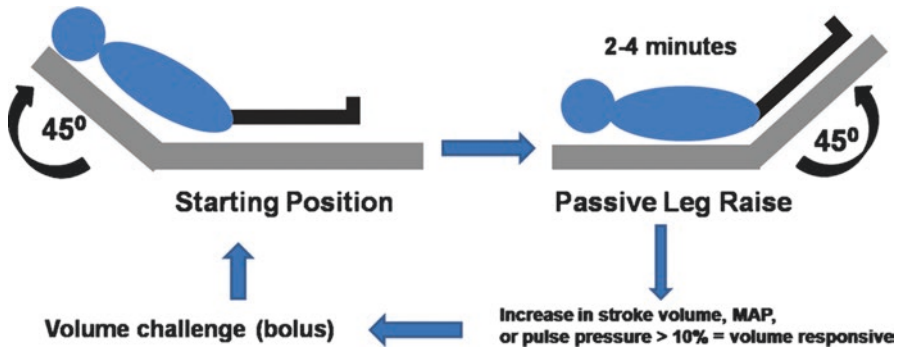 2-4 minutes
45⁰
45⁰
Starting Position
Passive Leg Raise
Volume challenge (bolus)
Increase in stroke volume, MAP,
or pulse pressure > 10% = volume responsive